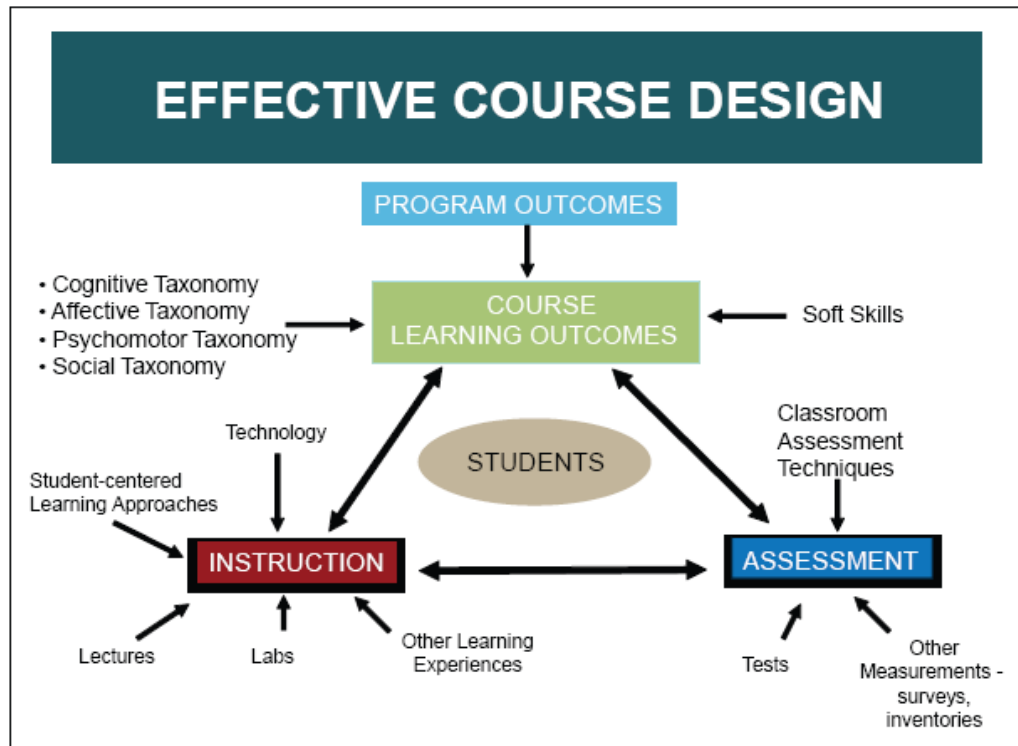 EFFECTIVE COURSE DESIGN
PROGRAM OUTCOMES
• Cognitive Taxonomy
• Affective Taxonomy
• Psychomotor Taxonomy
• Social Taxonomy
COURSE
LEARNING OUTCOMES
Soft Skills
Technology
Student-centered
Learning Approaches
STUDENTS
Classroom
Assessment
Techniques
INSTRUCTION
ASSESSMENT
Lectures
Labs
Other Learning
Experiences
Tests
Other
Measurements -
surveys,
inventories